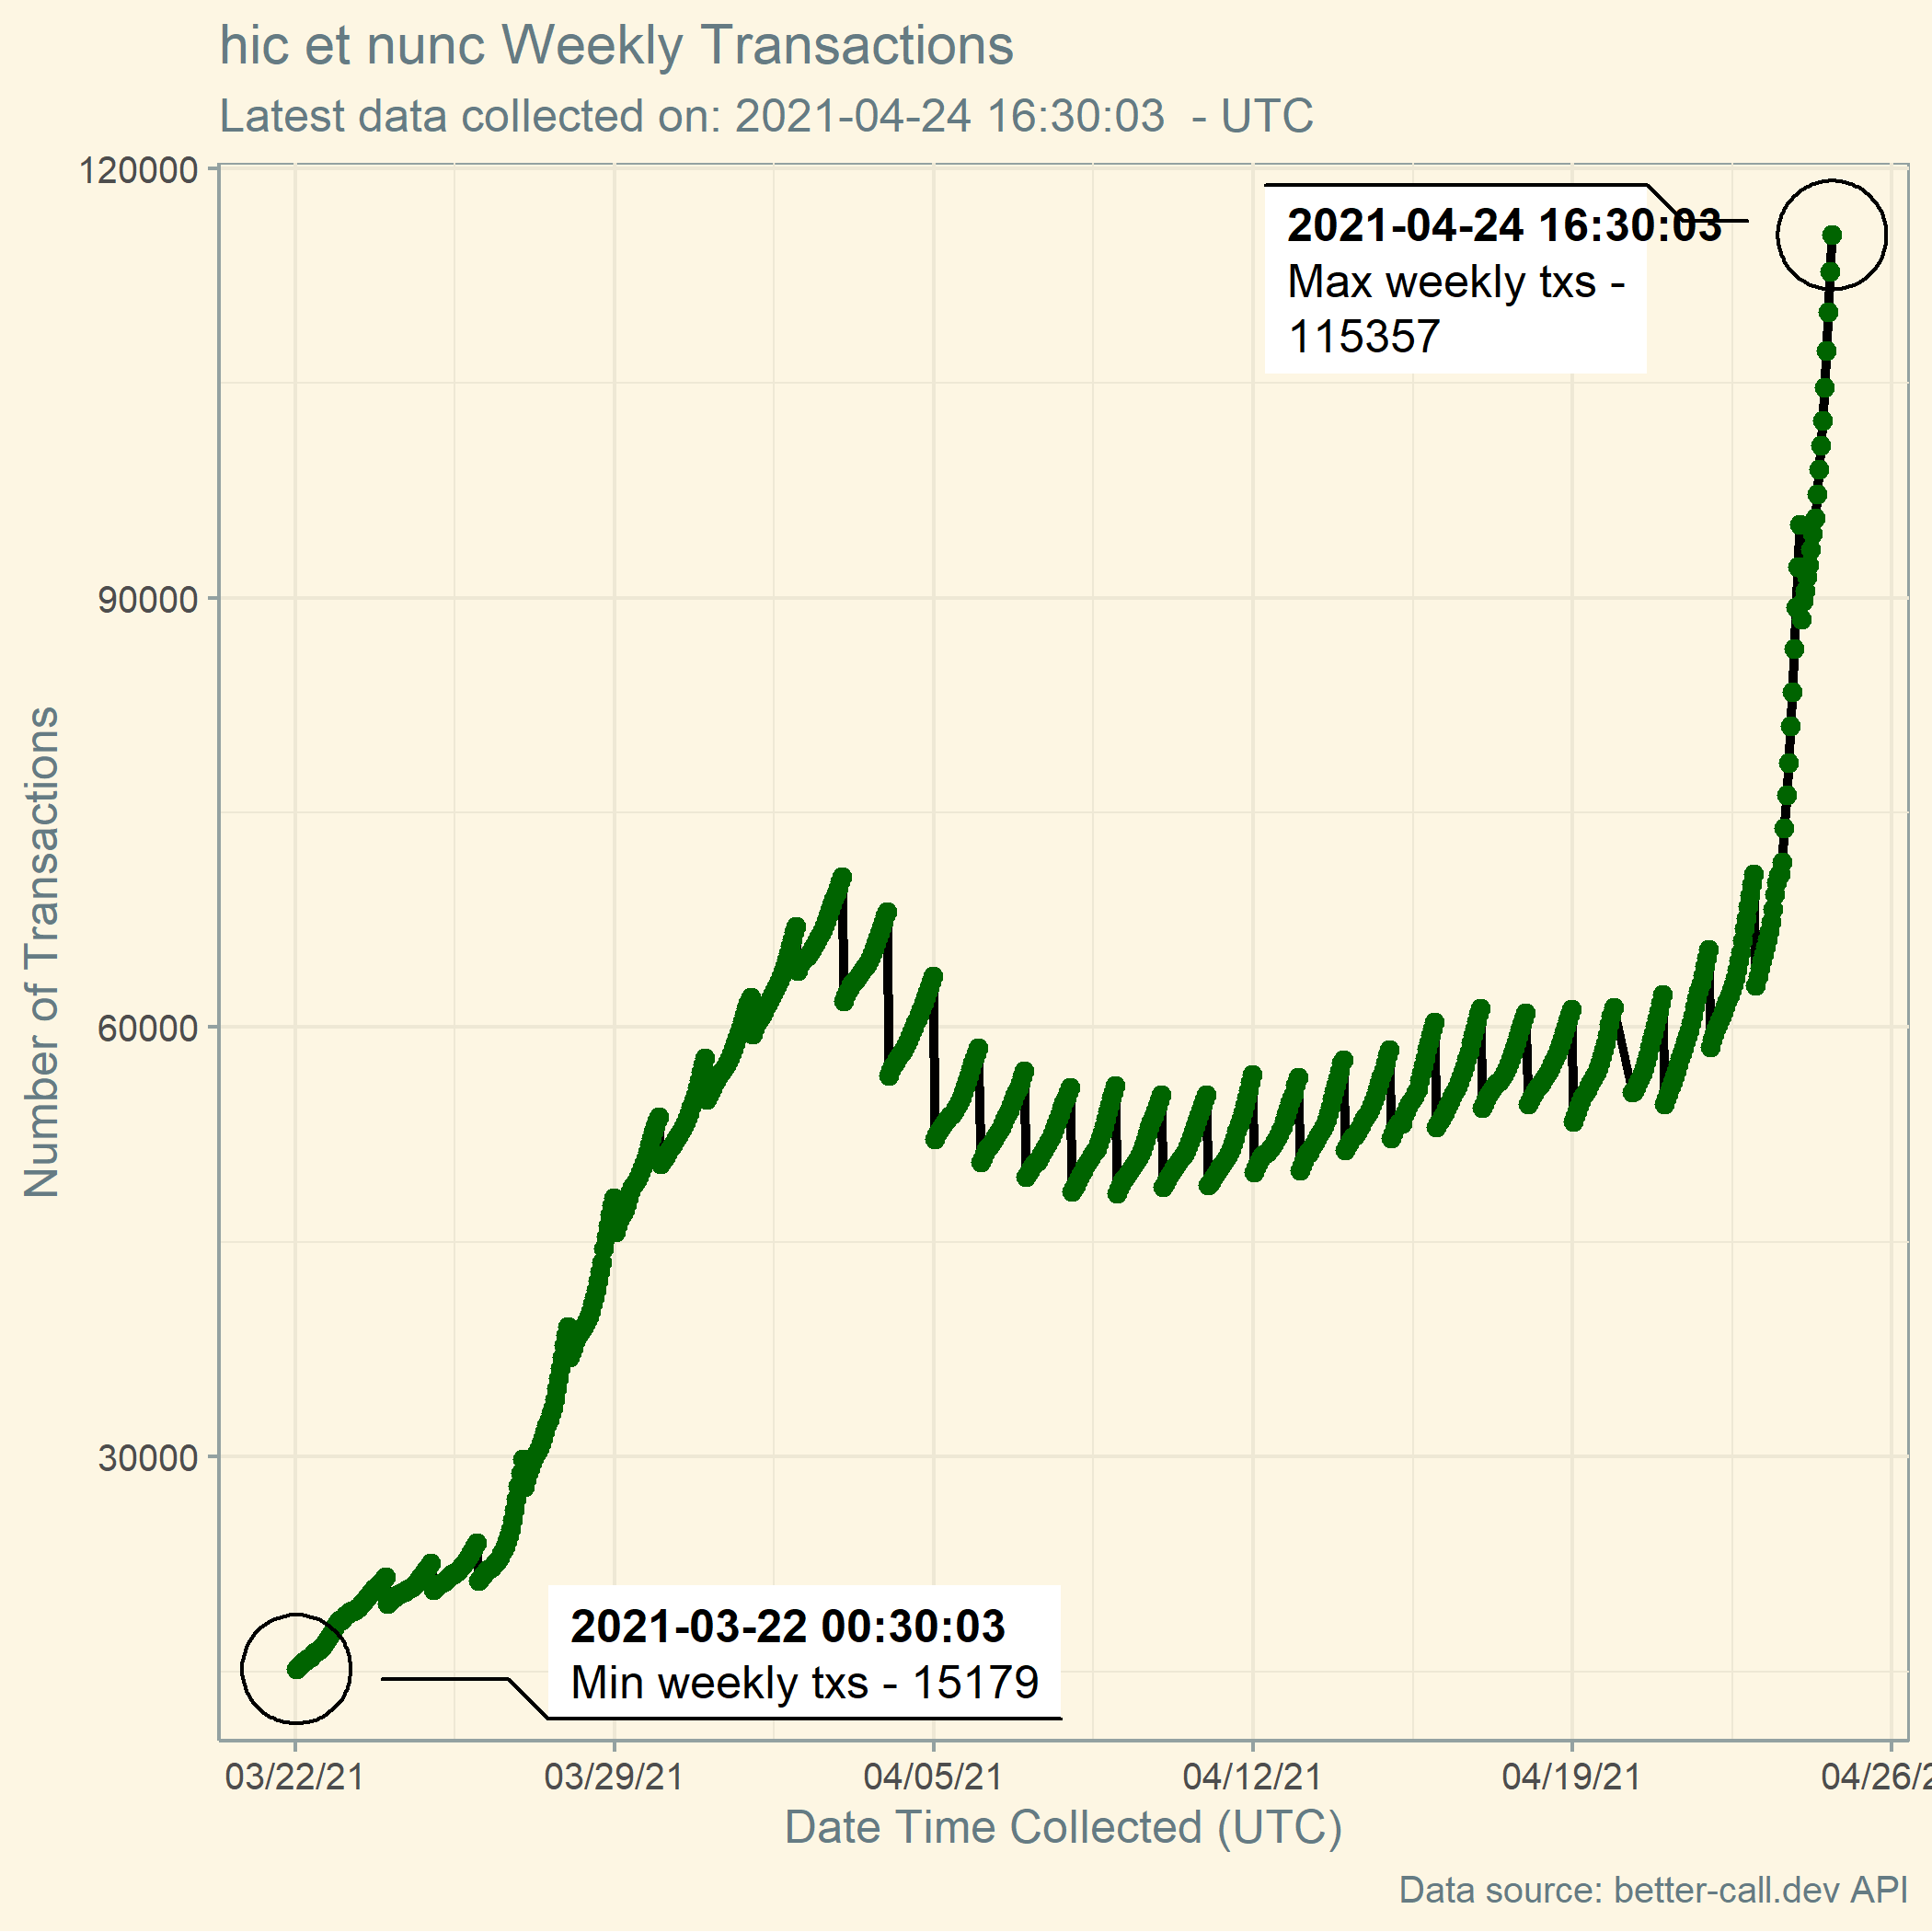 hic et nunc Weekly Transactions
Latest data collected on: 2021-04-24 16:30:03  - UTC
120000
2021-04-24 16:30:03
Max weekly txs -
115357
90000
Number of Transactions
60000
30000
2021-03-22 00:30:03
Min weekly txs - 15179
03/22/21 03/29/21 04/05/21 04/12/21 04/19/21 04/26/2
Date Time Collected (UTC)
Data source: better-call.dev API